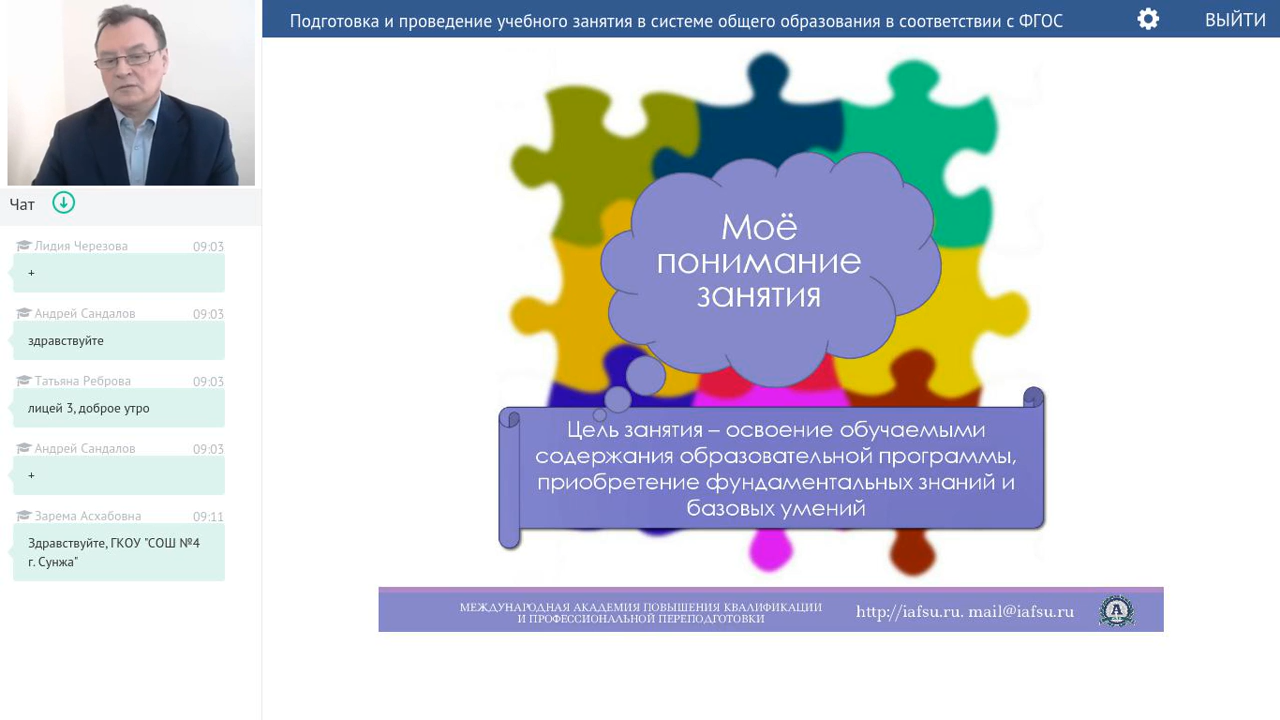 Подготовка и проведение учебного занятия в системе общего образования в соответствии с ФГОС
ВЫЙТИ
Чат
Лидия Черезова 09:03
+
Андрей Сандалов 09:03
здравствуйте
Татьяна Реброва 09:03
лицей 3, доброе утро
Андрей Сандалов 09:03
+
Зарема Асхабовна 09:11
Здравствуйте, ГКОУ "СОШ №4
г. Сунжа"
Моё
понимание
занятия
Цель занятия – освоение обучаемыми
содержания образовательной программы,
приобретение фундаментальных знаний и
базовых умений
МЕЖДУНАРОДНАЯ АКАДЕМИЯ ПОВЫШЕНИЯ КВАЛИФИКАЦИИ
И ПРОФЕССИОНАЛЬНОЙ ПЕРЕПОДГОТОВКИ
http://iafsu.ru. mail@iafsu.ru